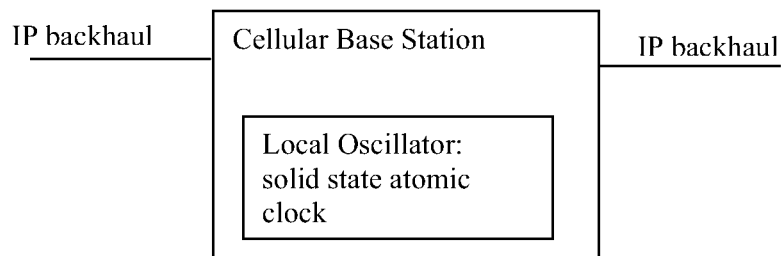 IP backhaul
Cellular Base Station
IP backhaul
Local Oscillator:
solid state atomic
clock